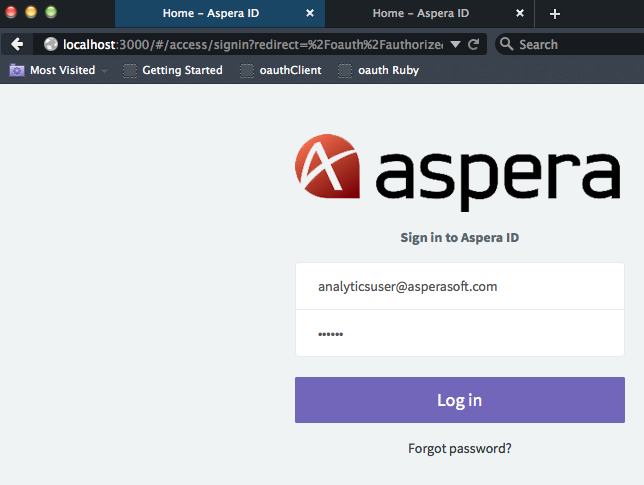 Home – Aspera ID × Home – Aspera ID × +
localhost:3000/#/access/signin?redirect=%2Foauth%2Fauthorize Search
Most Visited Getting Started oauthClient oauth Ruby
aspera
Sign in to Aspera ID
analyticsuser@asperasoft.com
••••••
Log in
Forgot password?